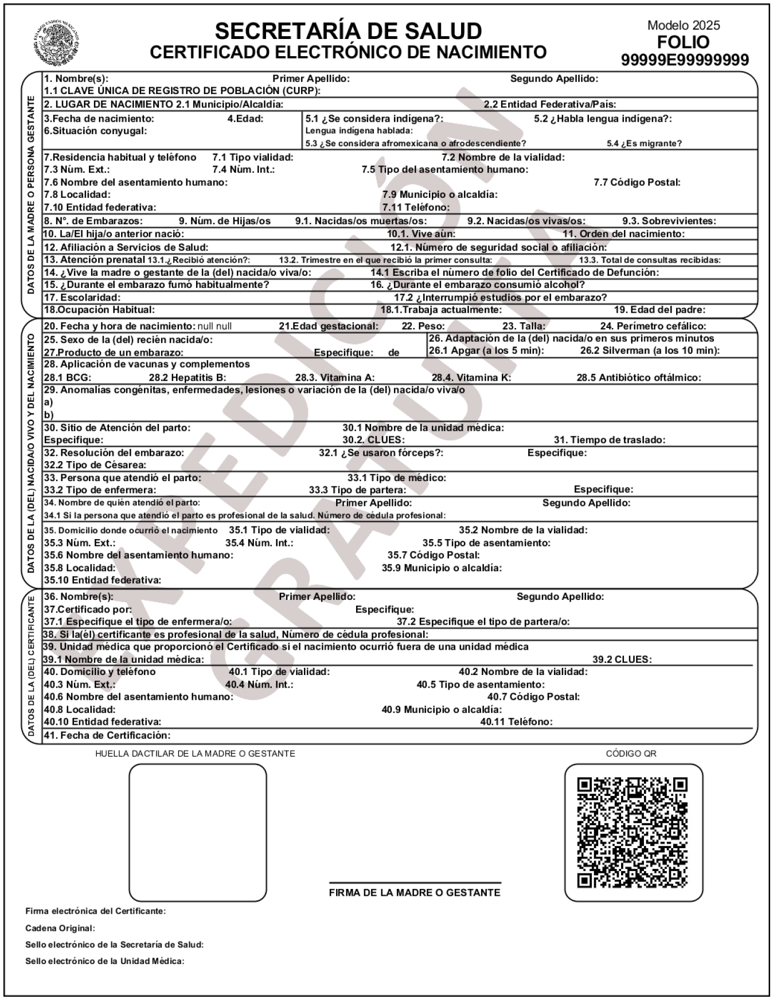 ESTADOS UNIDOS MEXICANOS
SECRETARÍA DE SALUD
CERTIFICADO ELECTRÓNICO DE NACIMIENTO
Modelo 2025
FOLIO
99999E99999999
DATOS DE LA MADRE O PERSONA GESTANTE
1. Nombre(s): Primer Apellido: Segundo Apellido:
1.1 CLAVE ÚNICA DE REGISTRO DE POBLACIÓN (CURP):
2. LUGAR DE NACIMIENTO 2.1 Municipio/Alcaldía: 2.2 Entidad Federativa/País:
3.Fecha de nacimiento: 4.Edad: 5.1 ¿Se considera indígena?: 5.2 ¿Habla lengua indígena?:
6.Situación conyugal: Lengua indígena hablada:
5.3 ¿Se considera afromexicana o afrodescendiente? 5.4 ¿Es migrante?
7.Residencia habitual y teléfono 7.1 Tipo vialidad: 7.2 Nombre de la vialidad:
7.3 Núm. Ext.: 7.4 Núm. Int.: 7.5 Tipo del asentamiento humano:
7.6 Nombre del asentamiento humano: 7.7 Código Postal:
7.8 Localidad: 7.9 Municipio o alcaldía:
7.10 Entidad federativa: 7.11 Teléfono:
8. N°. de Embarazos: 9. Núm. de Hijas/os 9.1. Nacidas/os muertas/os: 9.2. Nacidas/os vivas/os: 9.3. Sobrevivientes:
10. La/El hija/o anterior nació: 10.1. Vive aún: 11. Orden del nacimiento:
12. Afiliación a Servicios de Salud: 12.1. Número de seguridad social o afiliación:
13. Atención prenatal 13.1.¿Recibió atención?: 13.2. Trimestre en el que recibió la primer consulta: 13.3. Total de consultas recibidas:
14. ¿Vive la madre o gestante de la (del) nacida/o viva/o: 14.1 Escriba el número de folio del Certificado de Defunción:
15. ¿Durante el embarazo fumó habitualmente? 16. ¿Durante el embarazo consumió alcohol?
17. Escolaridad: 17.2 ¿Interrumpió estudios por el embarazo?
18.Ocupación Habitual: 18.1.Trabaja actualmente: 19. Edad del padre:
DATOS DE LA (DEL) NACIDA/O VIVO Y DEL NACIMIENTO
20. Fecha y hora de nacimiento: null null 21.Edad gestacional: 22. Peso: 23. Talla: 24. Perímetro cefálico:
25. Sexo de la (del) recién nacida/o: 26. Adaptación de la (del) nacida/o en sus primeros minutos
27.Producto de un embarazo: Especifique: de 26.1 Apgar (a los 5 min): 26.2 Silverman (a los 10 min):
28. Aplicación de vacunas y complementos
28.1 BCG: 28.2 Hepatitis B: 28.3. Vitamina A: 28.4. Vitamina K: 28.5 Antibiótico oftálmico:
29. Anomalías congénitas, enfermedades, lesiones o variación de la (del) nacida/o viva/o
a)
b)
30. Sitio de Atención del parto: 30.1 Nombre de la unidad médica:
Especifique: 30.2. CLUES: 31. Tiempo de traslado:
32. Resolución del embarazo: 32.1 ¿Se usaron fórceps?: Especifique:
32.2 Tipo de Césarea:
33. Persona que atendió el parto: 33.1 Tipo de médico:
33.2 Tipo de enfermera: 33.3 Tipo de partera: Especifique:
34. Nombre de quién atendió el parto: Primer Apellido: Segundo Apellido:
34.1 Si la persona que atendió el parto es profesional de la salud. Número de cédula profesional:
35. Domicilio donde ocurrió el nacimiento 35.1 Tipo de vialidad: 35.2 Nombre de la vialidad:
35.3 Núm. Ext.: 35.4 Núm. Int.: 35.5 Tipo de asentamiento:
35.6 Nombre del asentamiento humano: 35.7 Código Postal:
35.8 Localidad: 35.9 Municipio o alcaldía:
35.10 Entidad federativa:
DATOS DE LA (DEL) CERTIFICANTE
36. Nombre(s): Primer Apellido: Segundo Apellido:
37.Certificado por: Especifique:
37.1 Especifique el tipo de enfermera/o: 37.2 Especifique el tipo de partera/o:
38. Si la(él) certificante es profesional de la salud, Número de cédula profesional:
39. Unidad médica que proporcionó el Certificado si el nacimiento ocurrió fuera de una unidad médica
39.1 Nombre de la unidad médica: 39.2 CLUES:
40. Domicilio y teléfono 40.1 Tipo de vialidad: 40.2 Nombre de la vialidad:
40.3 Núm. Ext.: 40.4 Núm. Int.: 40.5 Tipo de asentamiento:
40.6 Nombre del asentamiento humano: 40.7 Código Postal:
40.8 Localidad: 40.9 Municipio o alcaldía:
40.10 Entidad federativa: 40.11 Teléfono:
41. Fecha de Certificación:
EXPEDICIÓN
GRATUITA
HUELLA DACTILAR DE LA MADRE O GESTANTE CÓDIGO QR
FIRMA DE LA MADRE O GESTANTE
Firma electrónica del Certificante:
Cadena Original:
Sello electrónico de la Secretaría de Salud:
Sello electrónico de la Unidad Médica: